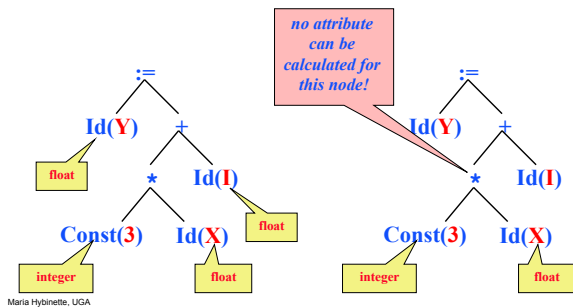 no attribute
can be
calculated for
this node!
:=
Id(Y)
+
float
*
Id(I)
float
Const(3)
Id(X)
integer
float
:=
Id(Y)
+
*
Id(I)
Const(3)
Id(X)
integer
float
Maria Hybinette, UGA